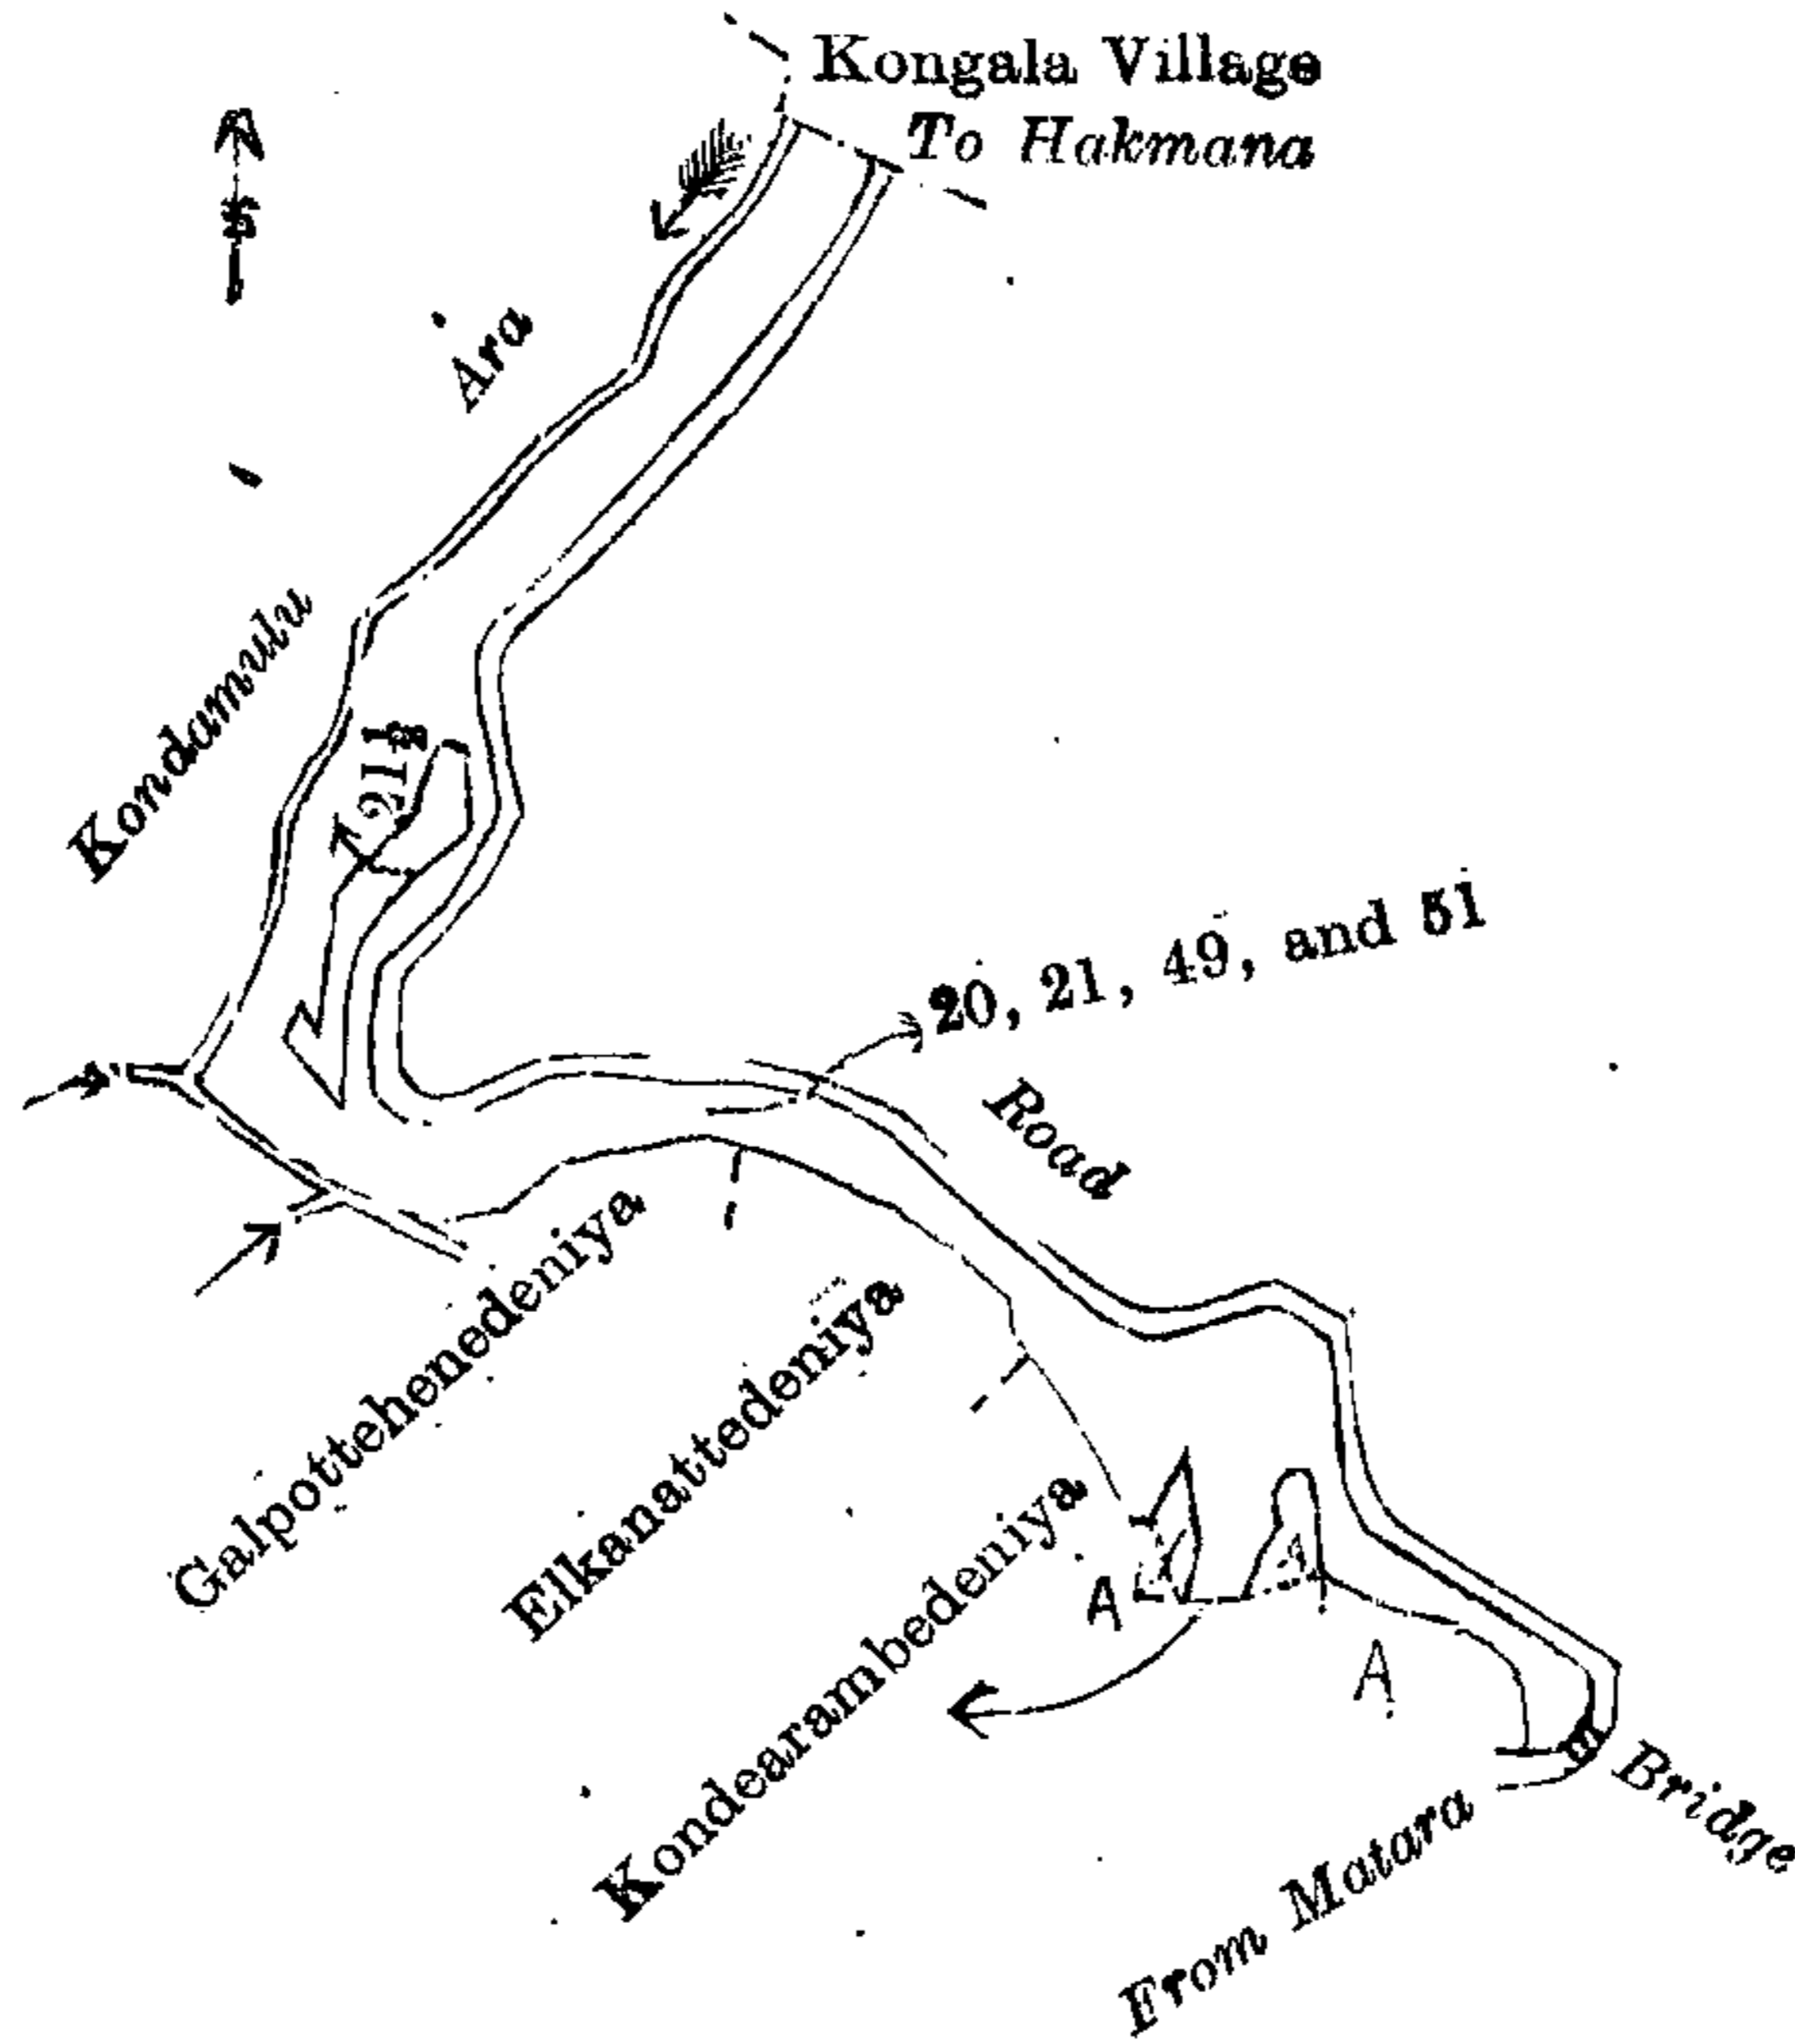 Kongala Village
To Hakmana
Ara
Kondamulu
20, 21, 49, and 51
Road
Galpottehenedeniya
Elkanattedeniya
Kondearambedeniya
A
A
A
Bridge
From Matara